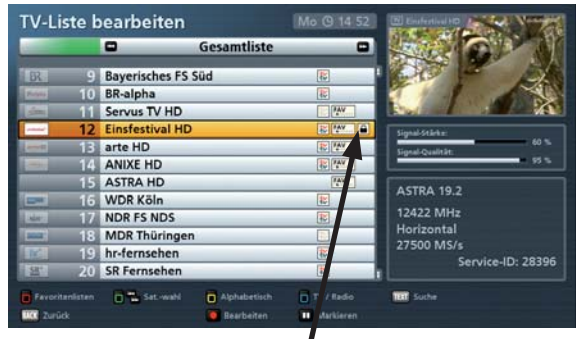 TV-Liste bearbeiten
Mo 14 52
Gesamtliste
BR 9 Bayerisches FS Süd
10 BR-alpha
11 Servus TV HD FAV
12 Einsfestival HD FAV
13 arte HD FAV
14 ANIXE HD FAV
15 ASTRA HD FAV
16 WDR Köln
17 NDR FS NDS
18 MDR Thüringen
19 hr-fernsehen
20 SR Fernsehen
Einsfestival HD
Signal-Stärke:
60 %
Signal-Qualität:
95 %
ASTRA 19.2
12422 MHz
Horizontal
27500 MS/s
Service-ID: 28396
Favoritenlisten Sat.-wahl Alphabetisch / Radio TEXT Suche
BACK Zurück Bearbeiten Markieren